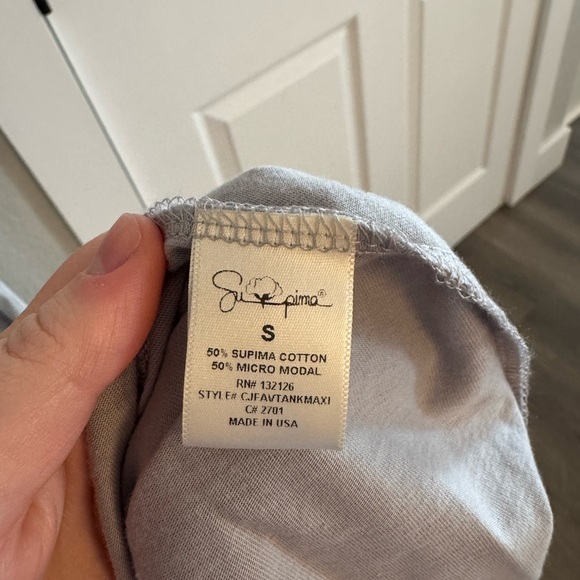 Supima®
S
50% SUPIMA COTTON
50% MICRO MODAL
RN# 132126
STYLE# CJFAVTANKMAXI
C# 2701
MADE IN USA